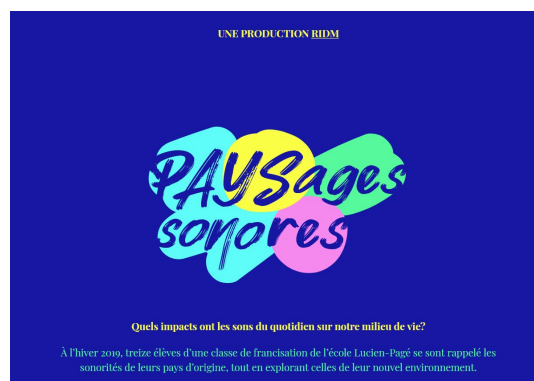 UNE PRODUCTION RIDM
PAYSages
sonores
Quels impacts ont les sons du quotidien sur notre milieu de vie?
À l'hiver 2019, treize élèves d'une classe de francisation de l'école Lucien-Pagé se sont rappelé les
sonorités de leurs pays d'origine, tout en explorant celles de leur nouvel environnement.